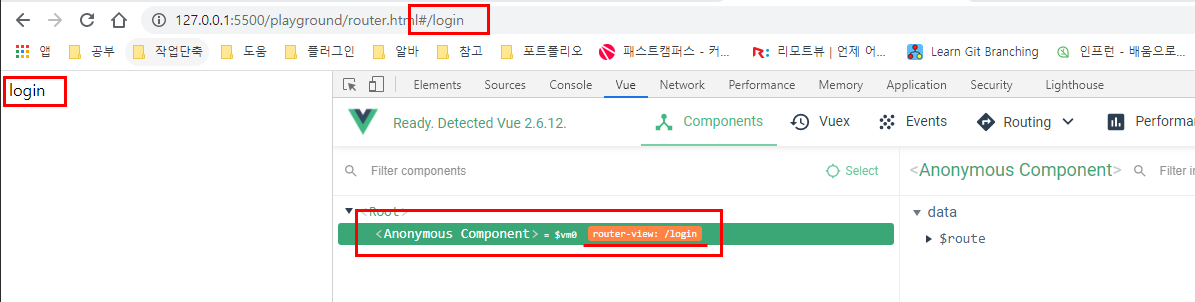 127.0.0.1:5500/playground/router.html#/login
앱 공부 작업단축 도움 플러그인 알바 참고 포트폴리오 패스트캠퍼스 - 커... R: 리모트뷰 | 언제 어... Learn Git Branching 인프런 - 배움으로...
login
Elements Sources Console Vue Network Performance Memory Application Security Lighthouse
Ready. Detected Vue 2.6.12. Components Vuex Events Routing Performa
Filter components Select <Anonymous Component> Filter in
<Root>
<Anonymous Component> = $vm0 router-view: /login
data
$route